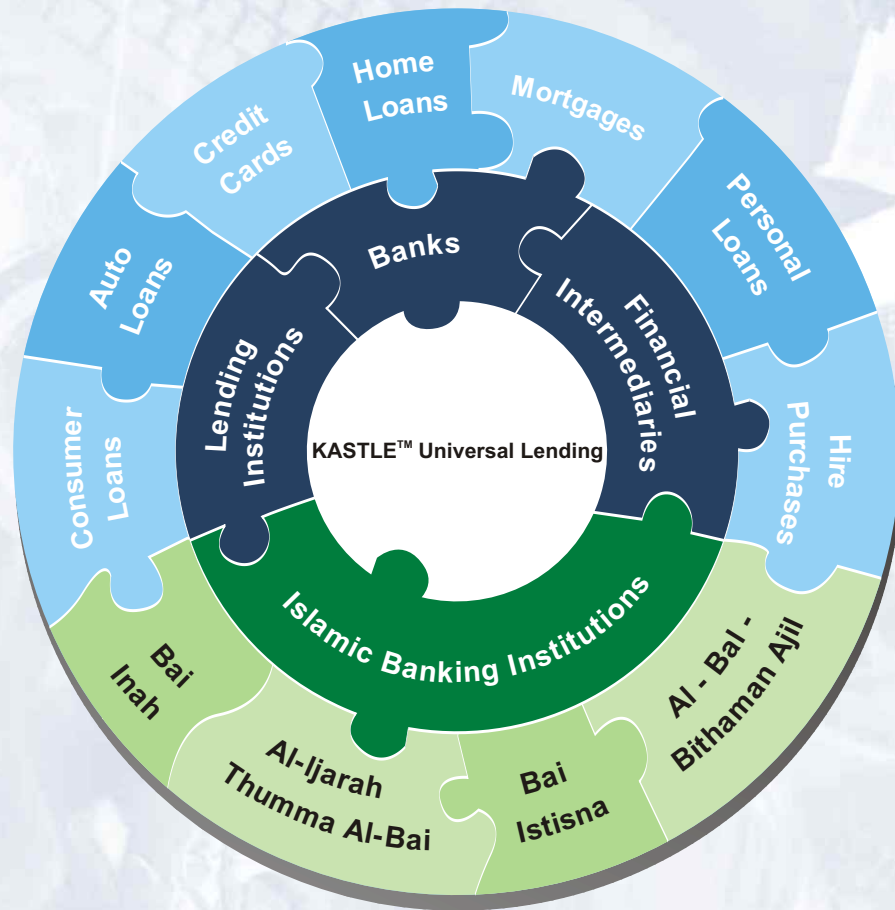 Home
Loans
Mortgages
Personal
Loans
Hire
Purchases
Al - Bal -
Bithaman Ajil
Bai
Istisna
Al-Ijarah
Thumma Al-Bai
Bai
Inah
Consumer
Loans
Auto
Loans
Credit
Cards
Banks
Financial
Intermediaries
Islamic Banking Institutions
Lending
Institutions
KASTLE™ Universal Lending